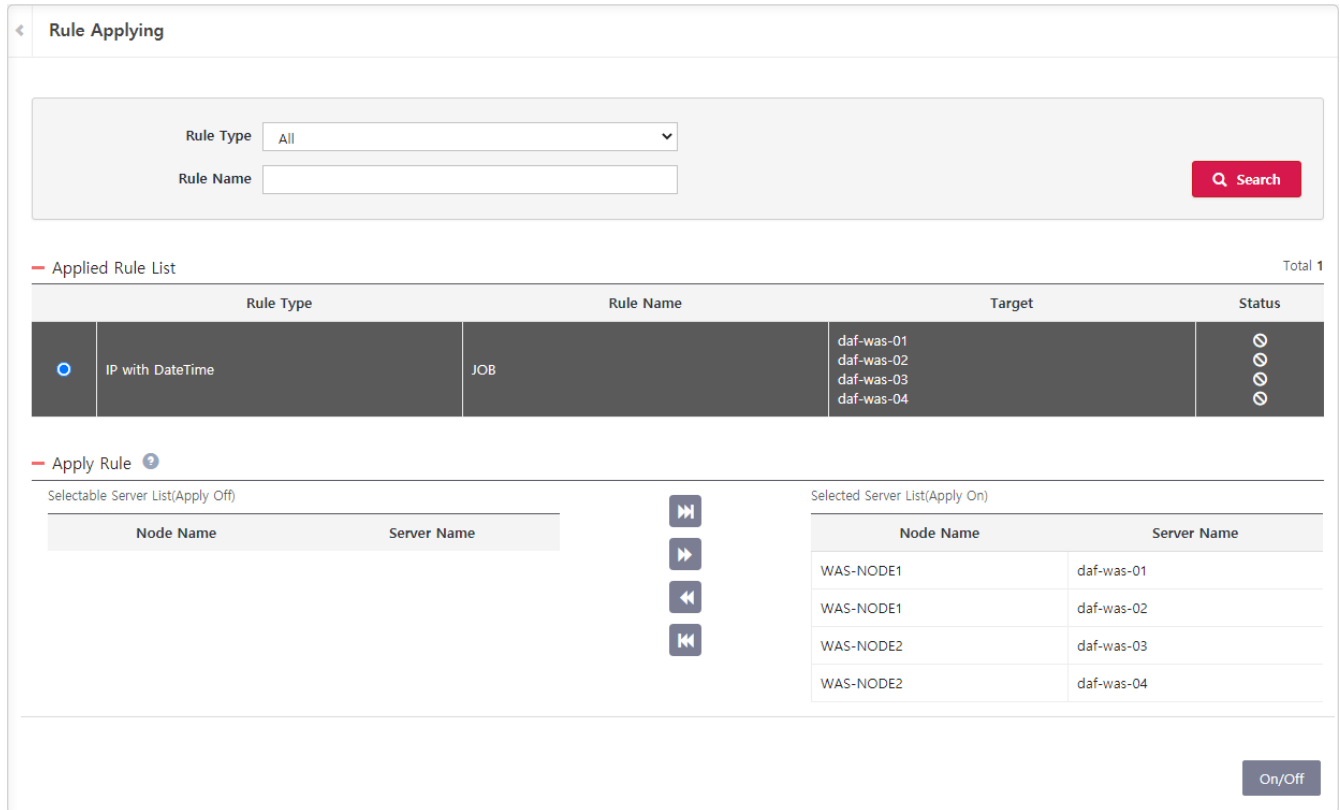 Rule Applying
Rule Type All
Rule Name
Search
Applied Rule List Total 1
Rule Type Rule Name Target Status
IP with DateTime JOB daf-was-01
daf-was-02
daf-was-03
daf-was-04
Apply Rule ?
Selectable Server List(Apply Off)
Node Name Server Name
Selected Server List(Apply On)
Node Name Server Name
WAS-NODE1 daf-was-01
WAS-NODE1 daf-was-02
WAS-NODE2 daf-was-03
WAS-NODE2 daf-was-04
On/Off